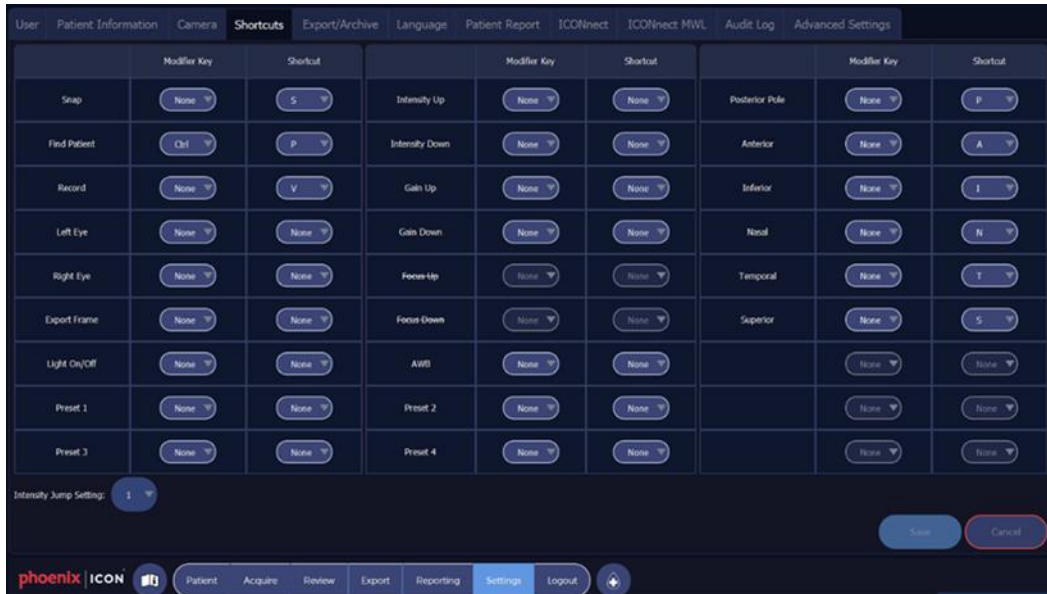 User Patient Information Camera Shortcuts Export/Archive Language Patient Report ICONnect ICONnect MWL Audit Log Advanced Settings
Modifier Key Shortcut Modifier Key Shortcut Modifier Key Shortcut
Snap None S Intensity Up None None Posterior Pole None P
Find Patient Ctrl P Intensity Down None None Anterior None A
Record None V Gain Up None None Inferior None I
Left Eye None None Gain Down None None Nasal None N
Right Eye None None Focus Up None None Temporal None T
Export Frame None None Focus Down None None Superior None S
Light On/Off None None AWB None None None None
Preset 1 None None Preset 2 None None None None
Preset 3 None None Preset 4 None None None None
Intensity Jump Setting: 1
Save Cancel
phoenix | ICON Patient Acquire Review Export Reporting Settings Logout